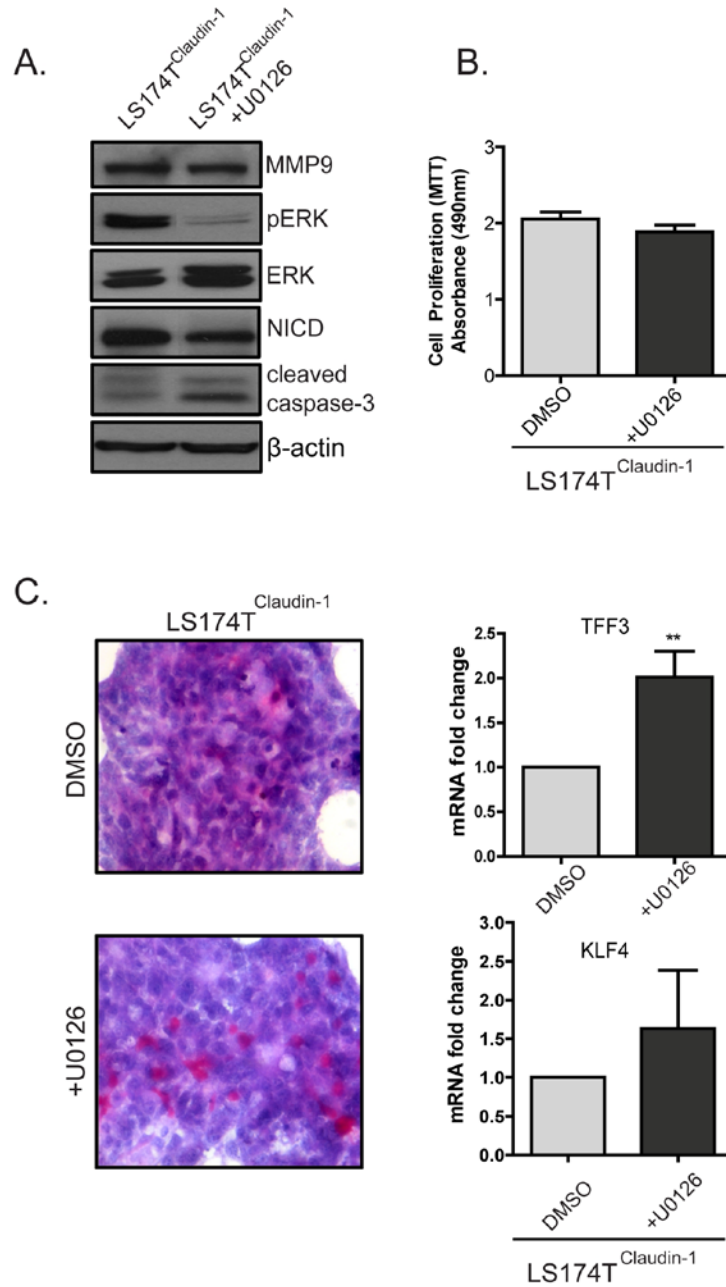 A.
LS174T Claudin-1
LS174T Claudin-1
+U0126
MMP9
pERK
ERK
NICD
cleaved
caspase-3
β-actin
B.
Cell Proliferation (MTT)
Absorbance (490nm)
3
2
1
0
DMSO
+U0126
LS174T Claudin-1
C.
LS174T Claudin-1
DMSO
+U0126
TFF3
mRNA fold change
2.5
2.0
1.5
1.0
0.5
0.0
**
DMSO
+U0126
KLF4
mRNA fold change
3.0
2.5
2.0
1.5
1.0
0.5
0.0
DMSO
+U0126
LS174T Claudin-1